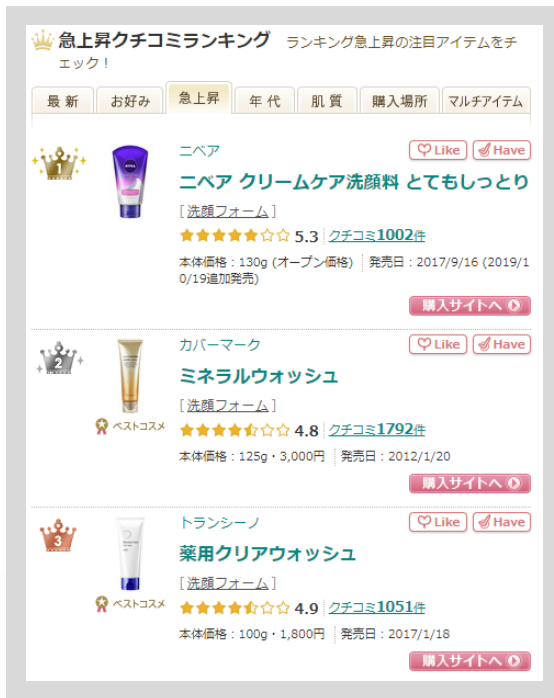 急上昇クチコミランキング ランキング急上昇の注目アイテムをチ
ェック!
最新 お好み 急上昇 年代 肌質 購入場所 マルチアイテム
1
ニベア Like Have
ニベア クリームケア洗顔料 とてもしっとり
[洗顔フォーム]
5.3 クチコミ1002件
本体価格:130g (オープン価格) 発売日:2017/9/16 (2019/1
0/19追加発売)
購入サイトへ
2
カバーマーク Like Have
ミネラルウォッシュ
[洗顔フォーム]
ベストコスメ 4.8 クチコミ1792件
本体価格:125g・3,000円 発売日:2012/1/20
購入サイトへ
3
トランシーノ Like Have
薬用クリアウォッシュ
[洗顔フォーム]
ベストコスメ 4.9 クチコミ1051件
本体価格:100g・1,800円 発売日:2017/1/18
購入サイトへ